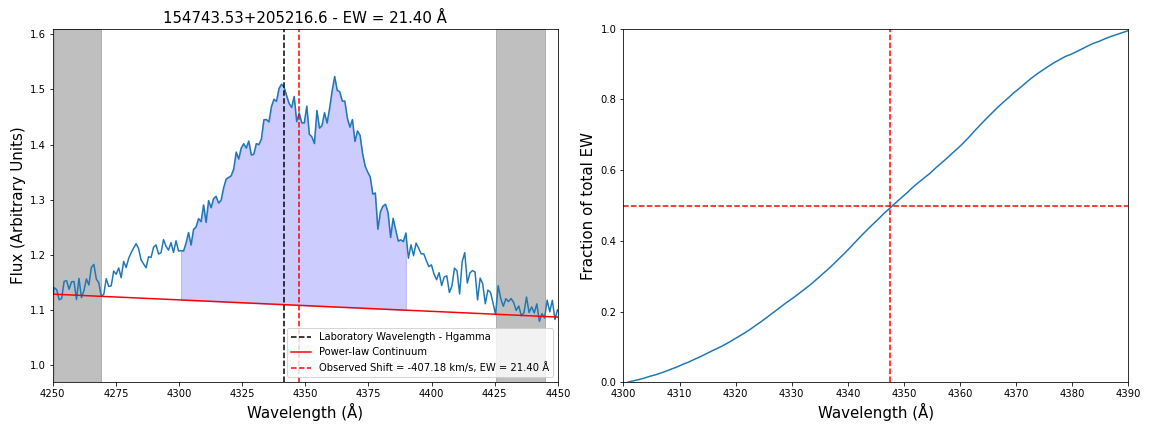 154743.53+205216.6 - EW = 21.40 Å
Flux (Arbitrary Units)
1.6
1.5
1.4
1.3
1.2
1.1
1.0
Laboratory Wavelength - Hgamma
Power-law Continuum
Observed Shift = -407.18 km/s, EW = 21.40 Å
4250 4275 4300 4325 4350 4375 4400 4425 4450
Wavelength (Å)
Fraction of total EW
1.0
0.8
0.6
0.4
0.2
0.0
4300 4310 4320 4330 4340 4350 4360 4370 4380 4390
Wavelength (Å)